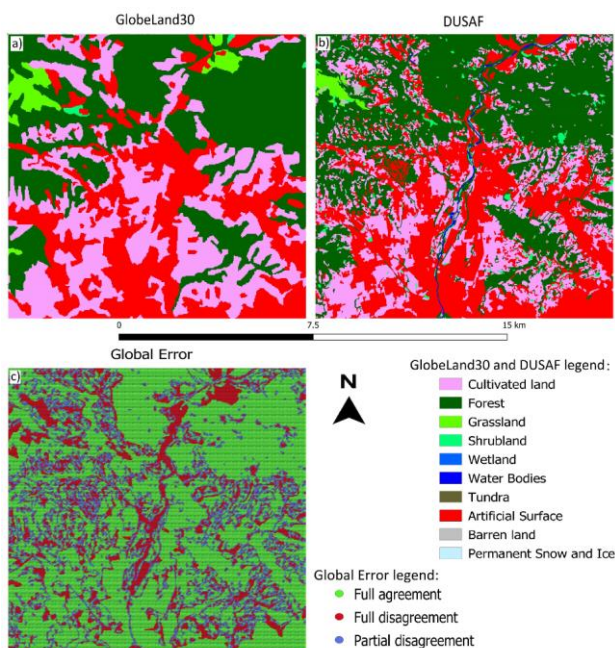 GlobeLand30
DUSAF
a)
b)
0
7.5
15 km
Global Error
c)
N
GlobeLand30 and DUSAF legend:
Cultivated land
Forest
Grassland
Shrubland
Wetland
Water Bodies
Tundra
Artificial Surface
Barren land
Permanent Snow and Ice
Global Error legend:
Full agreement
Full disagreement
Partial disagreement